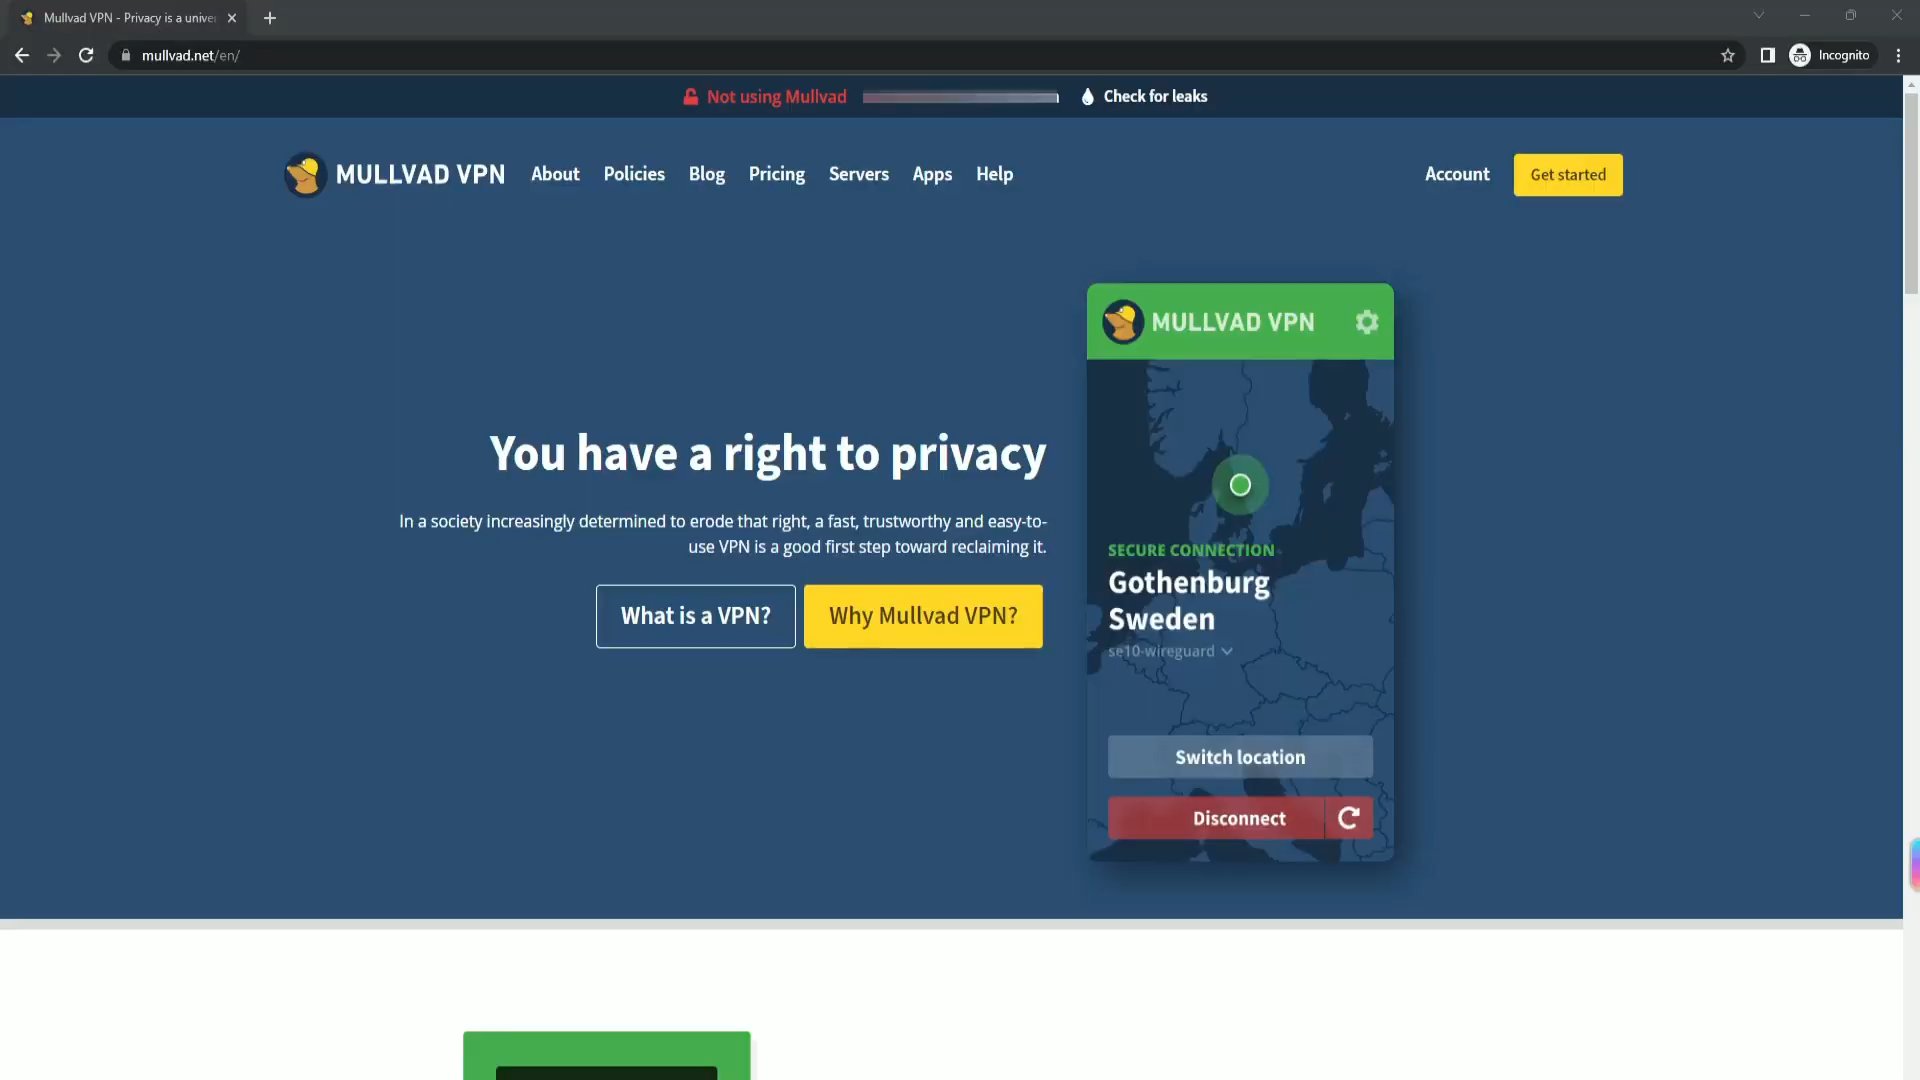 Mullvad VPN - Privacy is a unive
mullvad.net/en/
Incognito
Not using Mullvad
Check for leaks
MULLVAD VPN
About
Policies
Blog
Pricing
Servers
Apps
Help
Account
Get started
You have a right to privacy
In a society increasingly determined to erode that right, a fast, trustworthy and easy-to-
use VPN is a good first step toward reclaiming it.
What is a VPN?
Why Mullvad VPN?
MULLVAD VPN
SECURE CONNECTION
Gothenburg
Sweden
se10-wireguard
Switch location
Disconnect